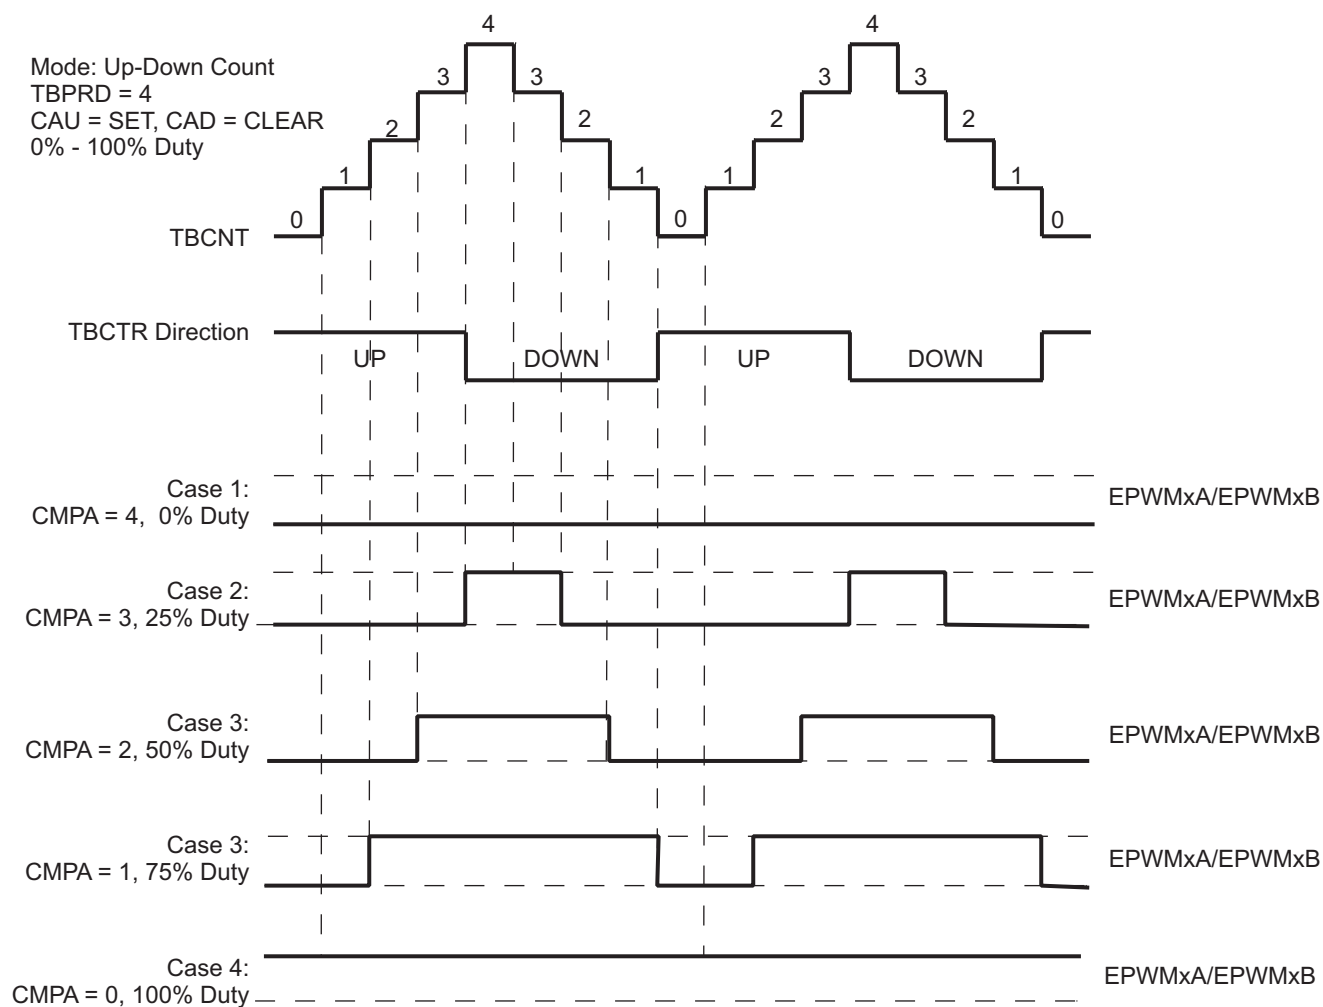 4
4
Mode: Up-Down Count
TBPRD = 4
CAU = SET, CAD = CLEAR
0% - 100% Duty
3
3
3
3
2
2
2
2
1
1
1
1
0
0
0
TBCNT
TBCTR Direction
UP
DOWN
UP
DOWN
Case 1:
CMPA = 4, 0% Duty
EPWMxA/EPWMxB
Case 2:
CMPA = 3, 25% Duty
EPWMxA/EPWMxB
Case 3:
CMPA = 2, 50% Duty
EPWMxA/EPWMxB
Case 3:
CMPA = 1, 75% Duty
EPWMxA/EPWMxB
Case 4:
CMPA = 0, 100% Duty
EPWMxA/EPWMxB